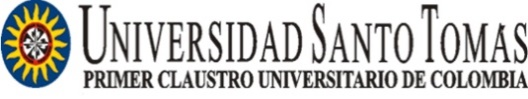 UNIVERSIDAD SANTO TOMÁS
PRIMER CLAUSTRO UNIVERSITARIO DE COLOMBIA